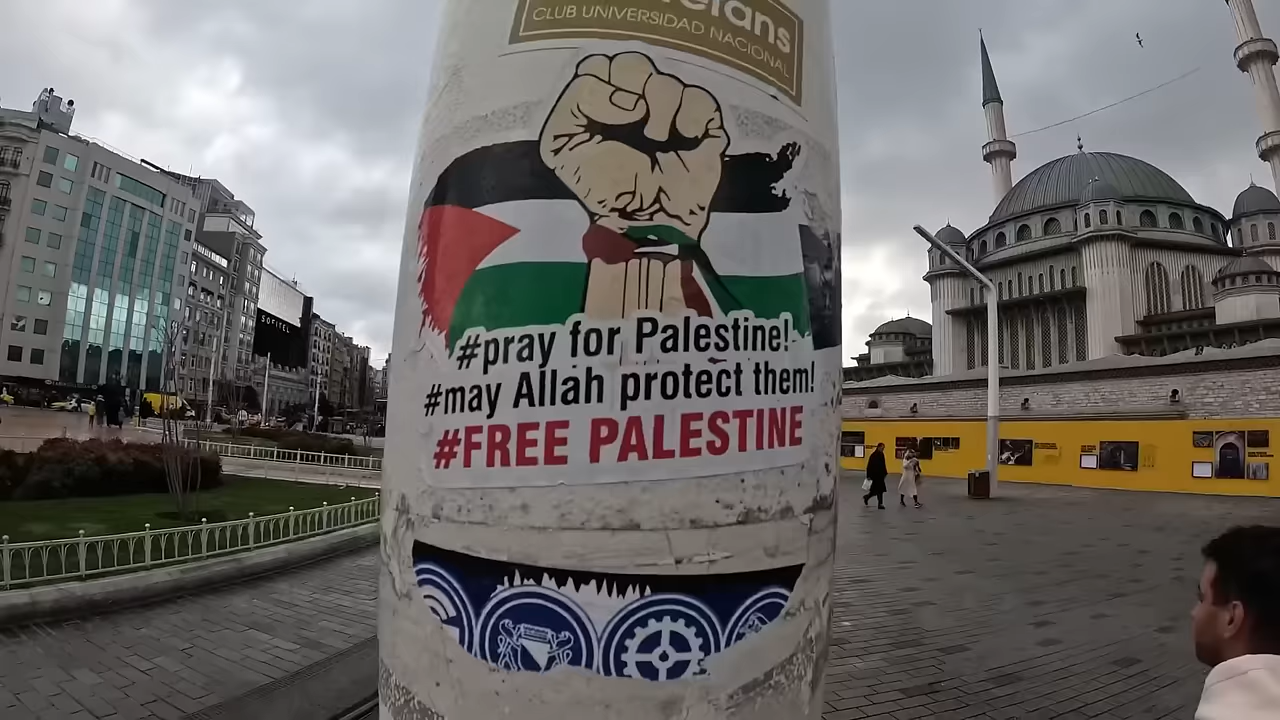 CLUB UNIVERSIDAD NACIONAL
#pray for Palestine!
#may Allah protect them!
#FREE PALESTINE
SOFITEL